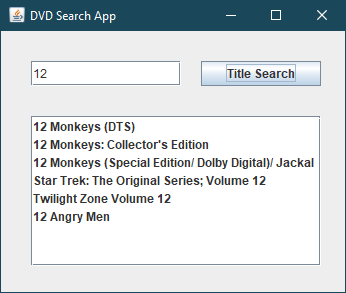 DVD Search App
12
Title Search
12 Monkeys (DTS)
12 Monkeys: Collector's Edition
12 Monkeys (Special Edition/ Dolby Digital)/ Jackal
Star Trek: The Original Series; Volume 12
Twilight Zone Volume 12
12 Angry Men